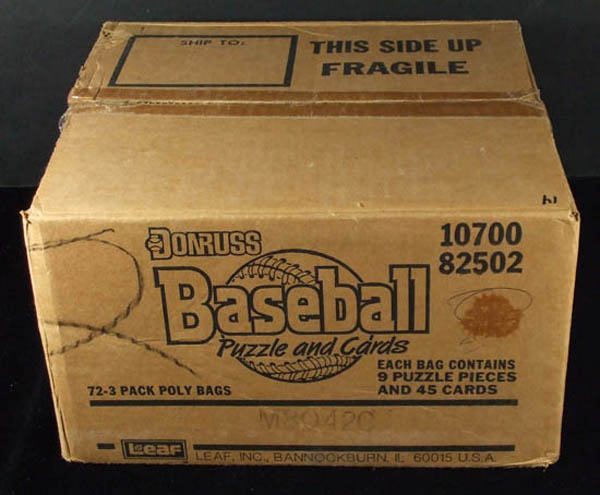 SHIP TO:
THIS SIDE UP
FRAGILE
DONRUSS
10700
82502
Baseball
Puzzle and Cards
72-3 PACK POLY BAGS
EACH BAG CONTAINS
9 PUZZLE PIECES
AND 45 CARDS
Leaf
LEAF, INC., BANNOCKBURN, IL 60015 U.S.A.